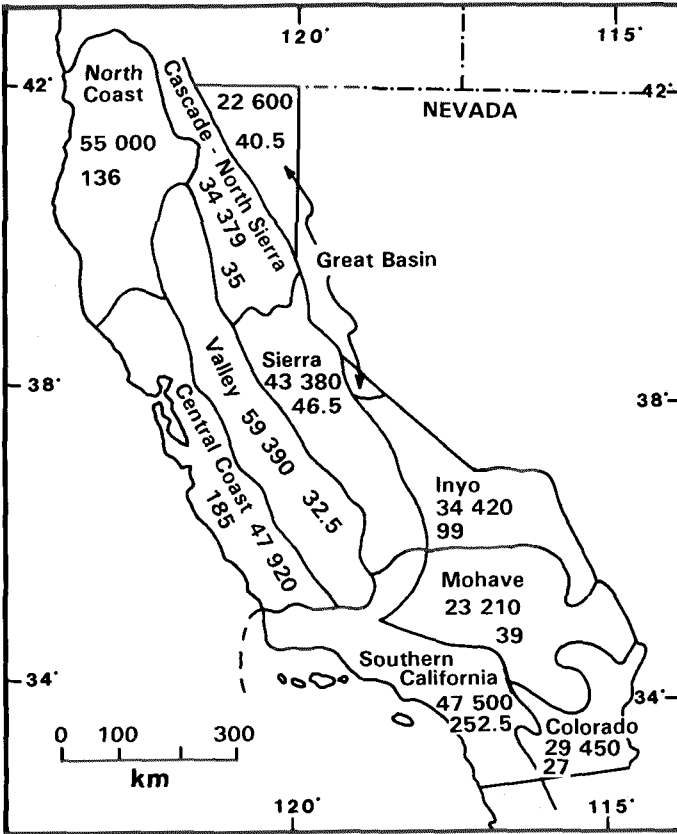 120°
115°
42°
42°
NEVADA
North
Coast
55 000
136
Cascade - North Sierra
34 379
35
22 600
40.5
Great Basin
38°
38°
Sierra
43 380
46.5
Valley 59 390
32.5
Central Coast 47 920
185
Inyo
34 420
99
Mohave
23 210
39
34°
34°
Southern
California
47 500
252.5
Colorado
29 450
27
0 100 300
km
120°
115°